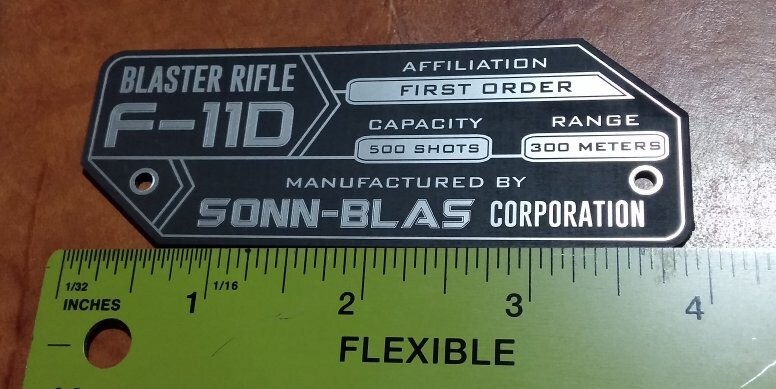 BLASTER RIFLE
F-11D
AFFILIATION
FIRST ORDER
CAPACITY
500 SHOTS
RANGE
300 METERS
MANUFACTURED BY
SONN-BLAS CORPORATION
1/32
INCHES
1
1/16
2
3
4
FLEXIBLE